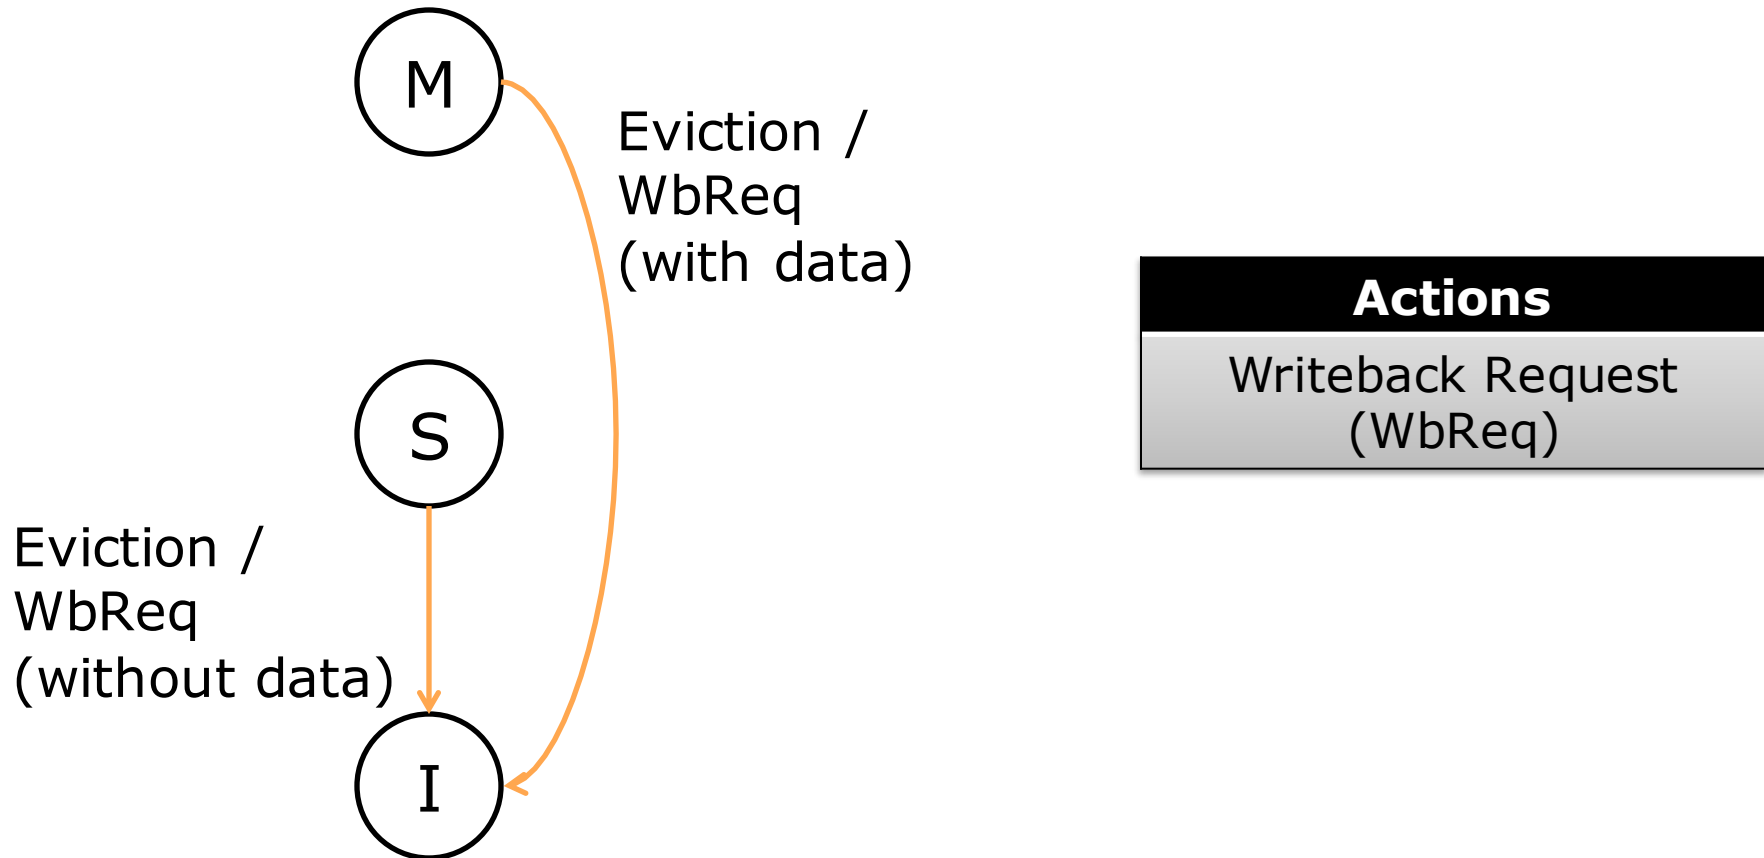 M
Eviction /
WbReq
(with data)
Actions
Writeback Request
(WbReq)
S
Eviction /
WbReq
(without data)
I